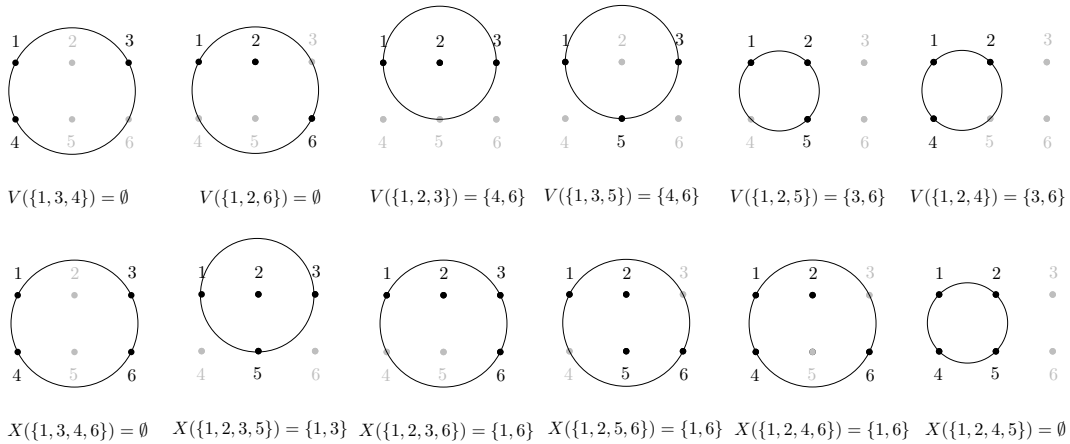 1 2 3 1 2 3 1 2 3 1 2 3 1 2 3 1 2 3
4 5 6 4 5 6 4 5 6 4 5 6 4 5 6 4 5 6
V({1, 3, 4}) = ∅ V({1, 2, 6}) = ∅ V({1, 2, 3}) = {4, 6} V({1, 3, 5}) = {4, 6} V({1, 2, 5}) = {3, 6} V({1, 2, 4}) = {3, 6}
1 2 3 1 2 3 1 2 3 1 2 3 1 2 3 1 2 3
4 5 6 4 5 6 4 5 6 4 5 6 4 5 6 4 5 6
X({1, 3, 4, 6}) = ∅ X({1, 2, 3, 5}) = {1, 3} X({1, 2, 3, 6}) = {1, 6} X({1, 2, 5, 6}) = {1, 6} X({1, 2, 4, 6}) = {1, 6} X({1, 2, 4, 5}) = ∅